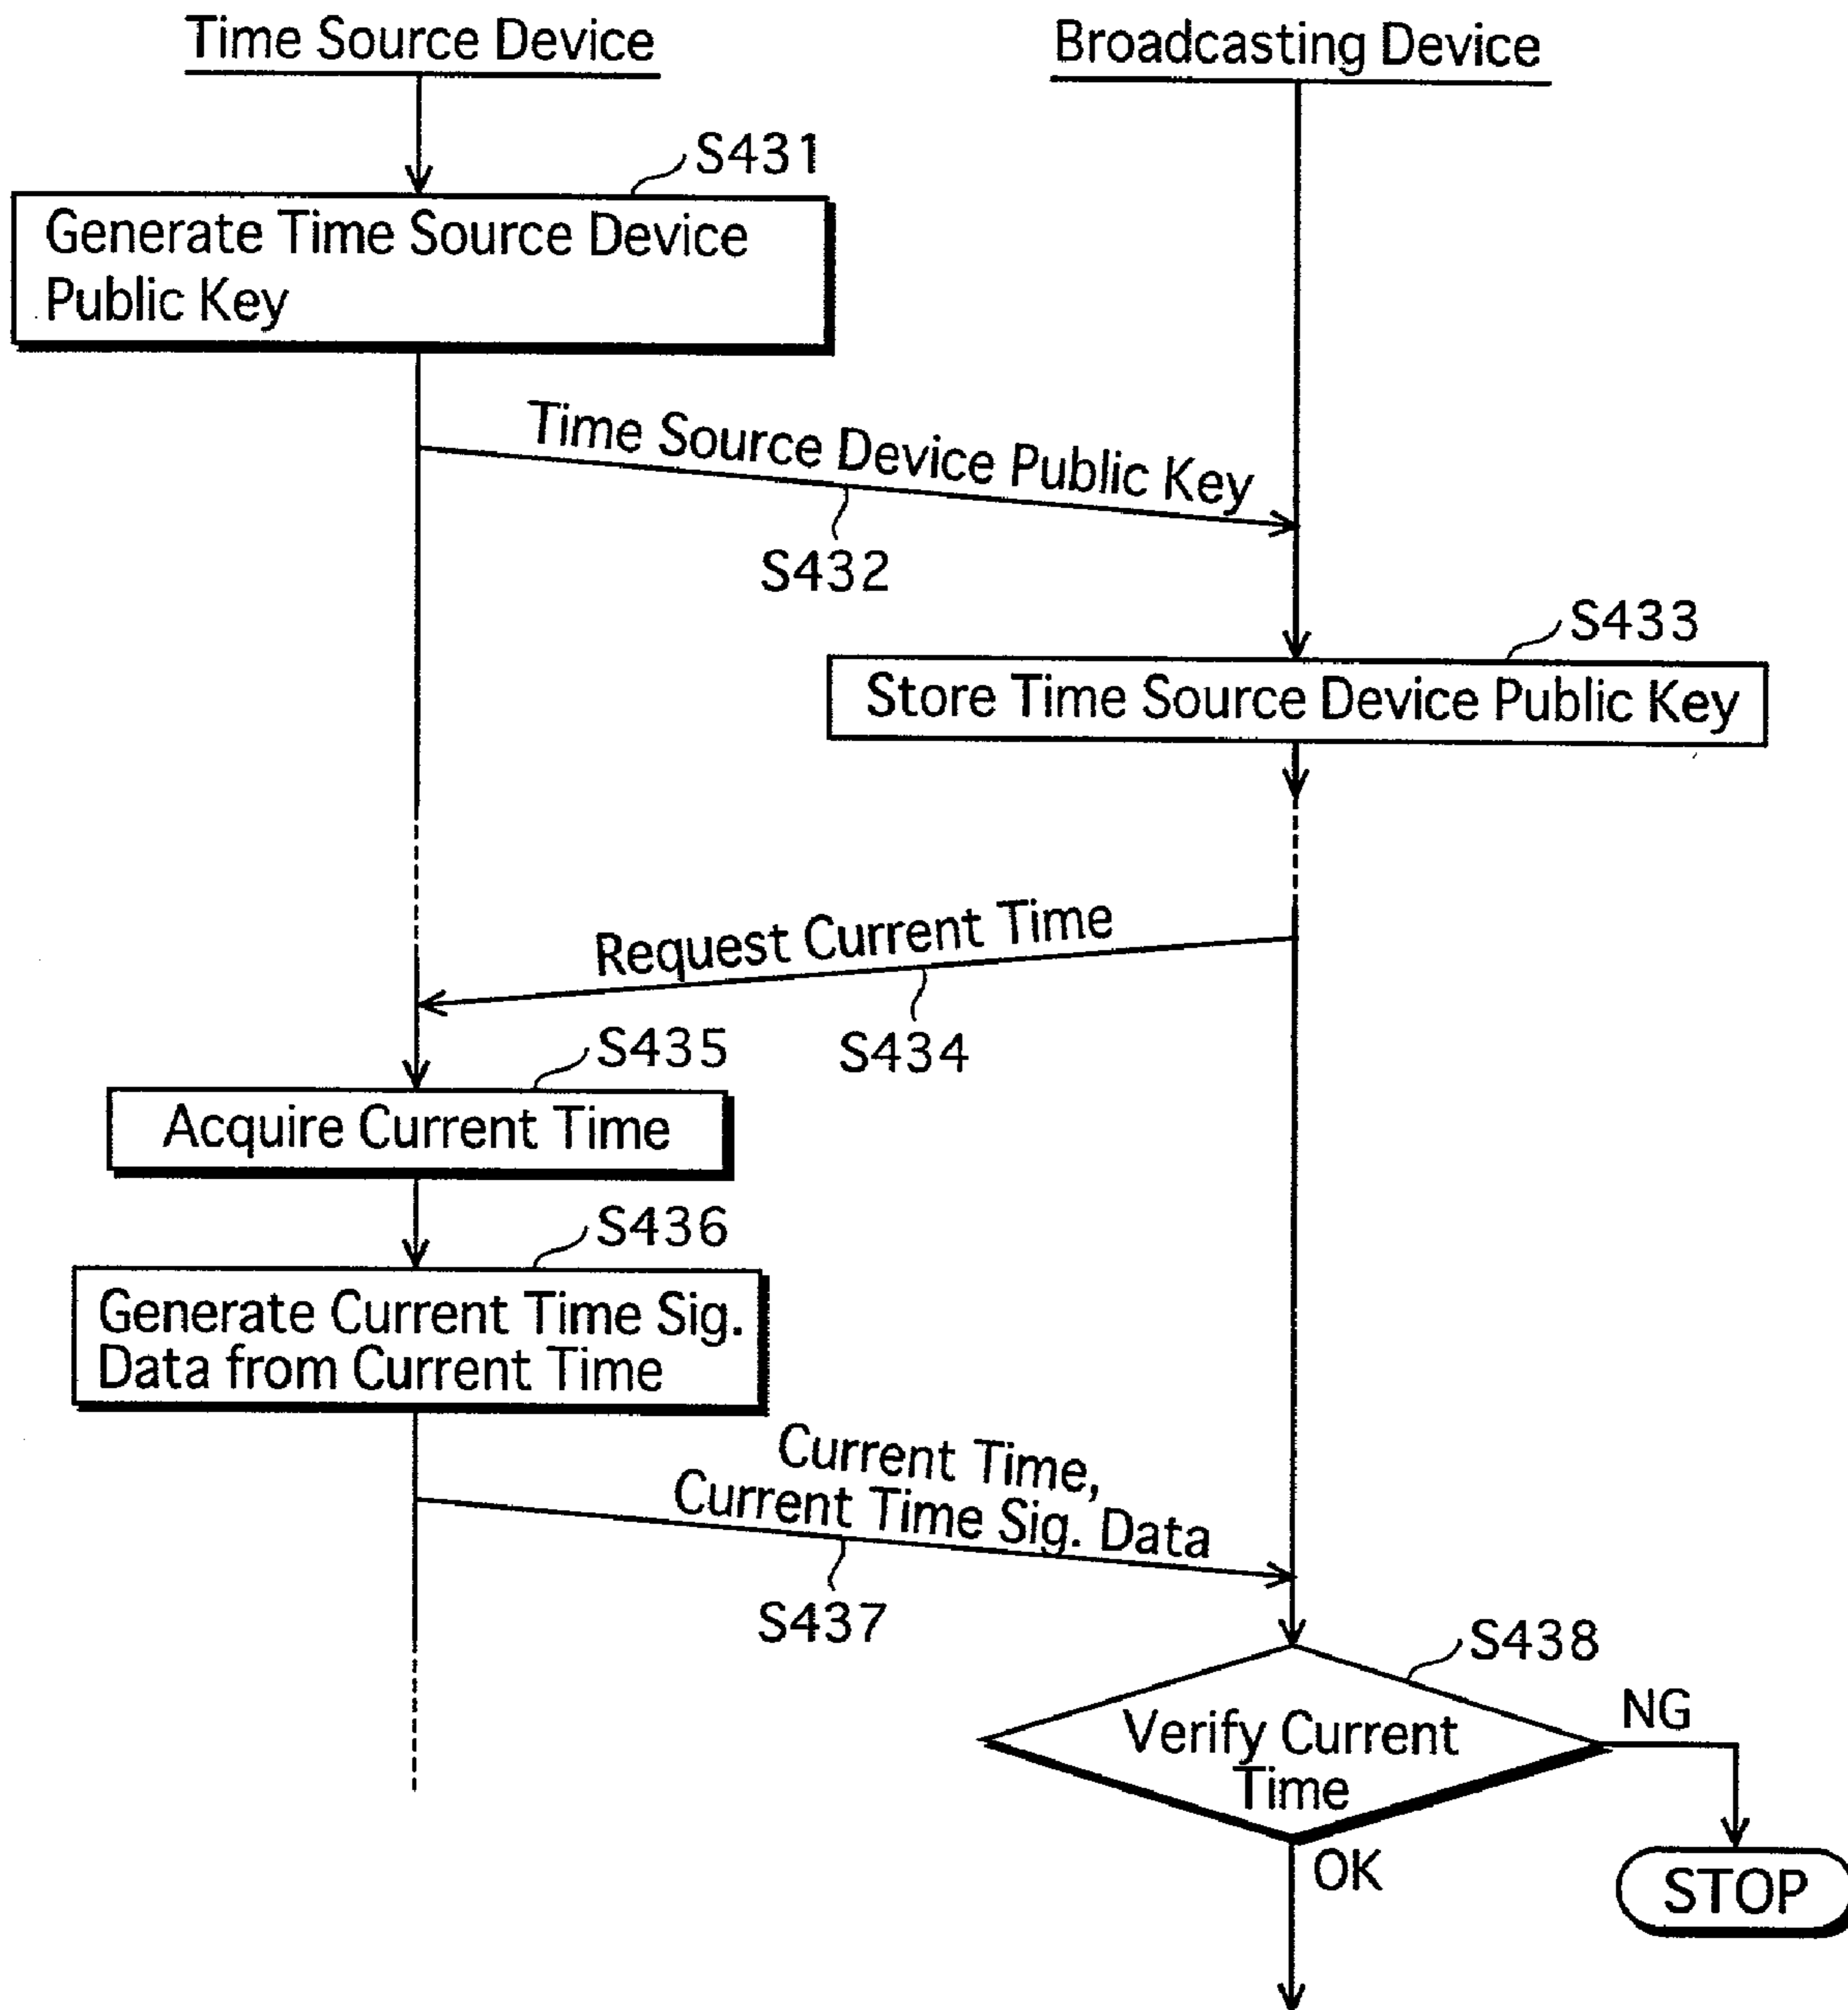 Time Source Device
Broadcasting Device
S431
Generate Time Source Device
Public Key
Time Source Device Public Key
S432
S433
Store Time Source Device Public Key
Request Current Time
S434
S435
Acquire Current Time
S436
Generate Current Time Sig.
Data from Current Time
Current Time,
Current Time Sig. Data
S437
S438
Verify Current
Time
NG
OK
STOP